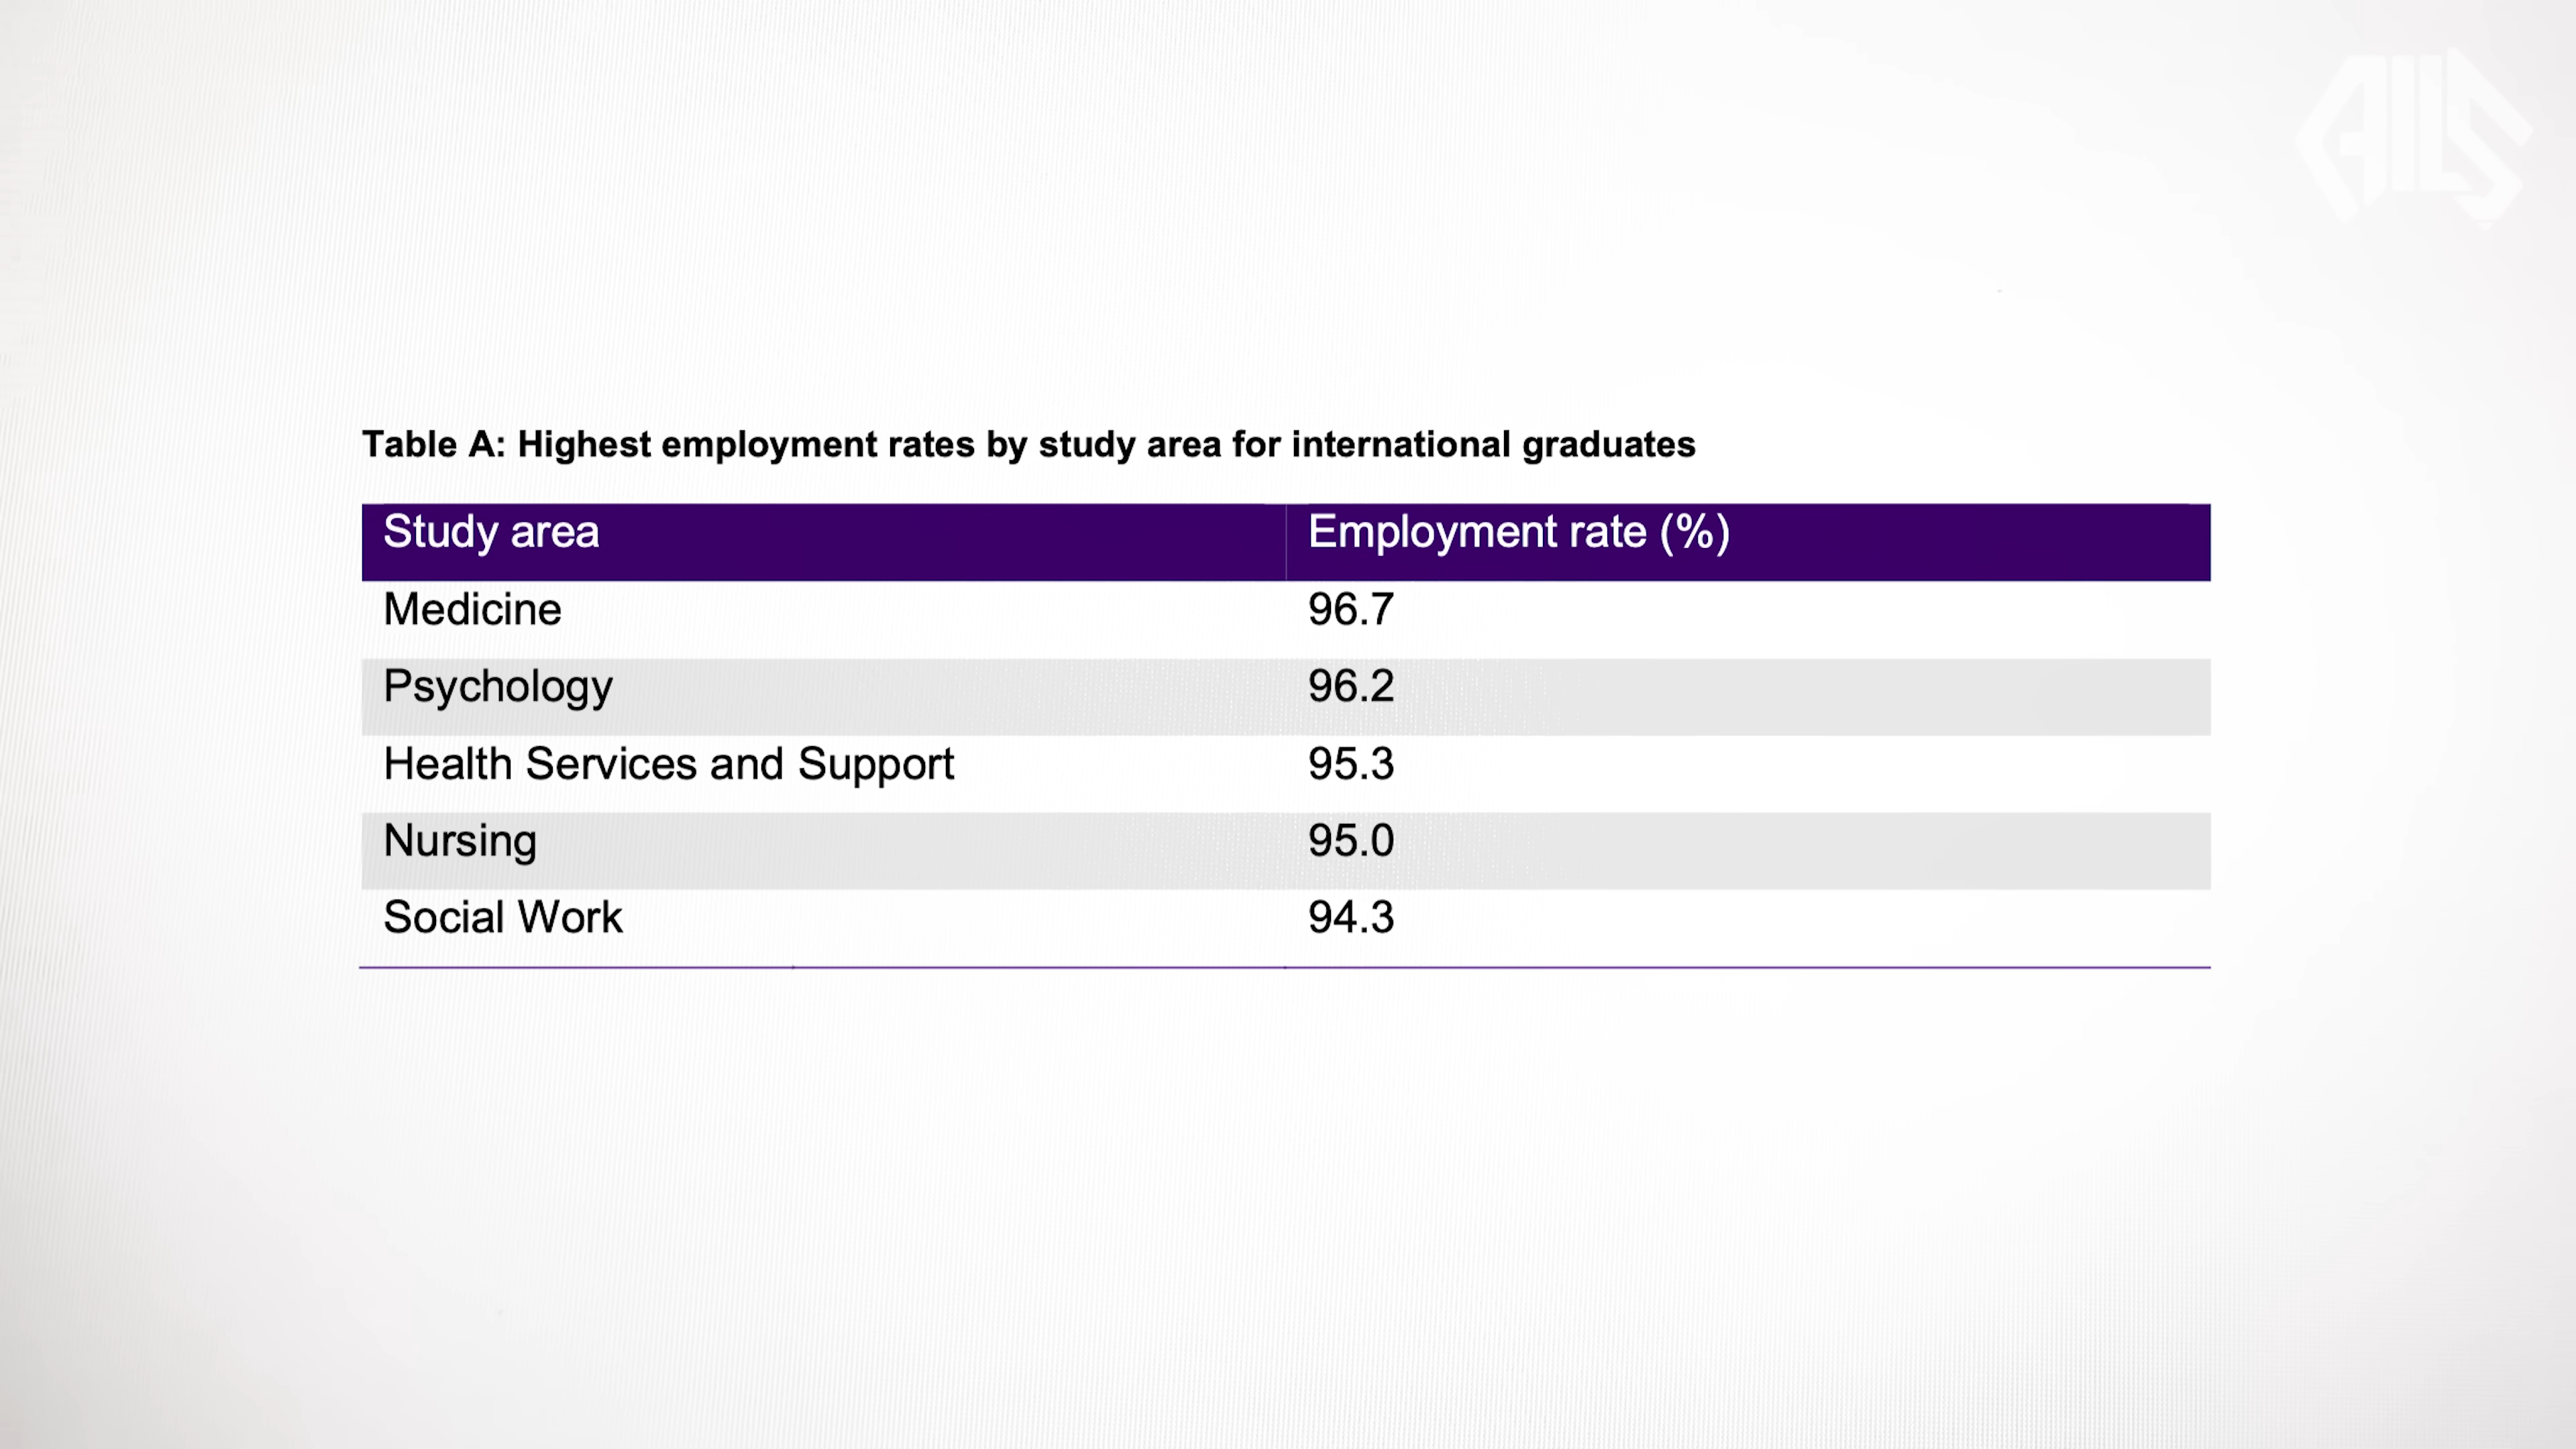 AILS
Table A: Highest employment rates by study area for international graduates
Study area Employment rate (%)
Medicine 96.7
Psychology 96.2
Health Services and Support 95.3
Nursing 95.0
Social Work 94.3